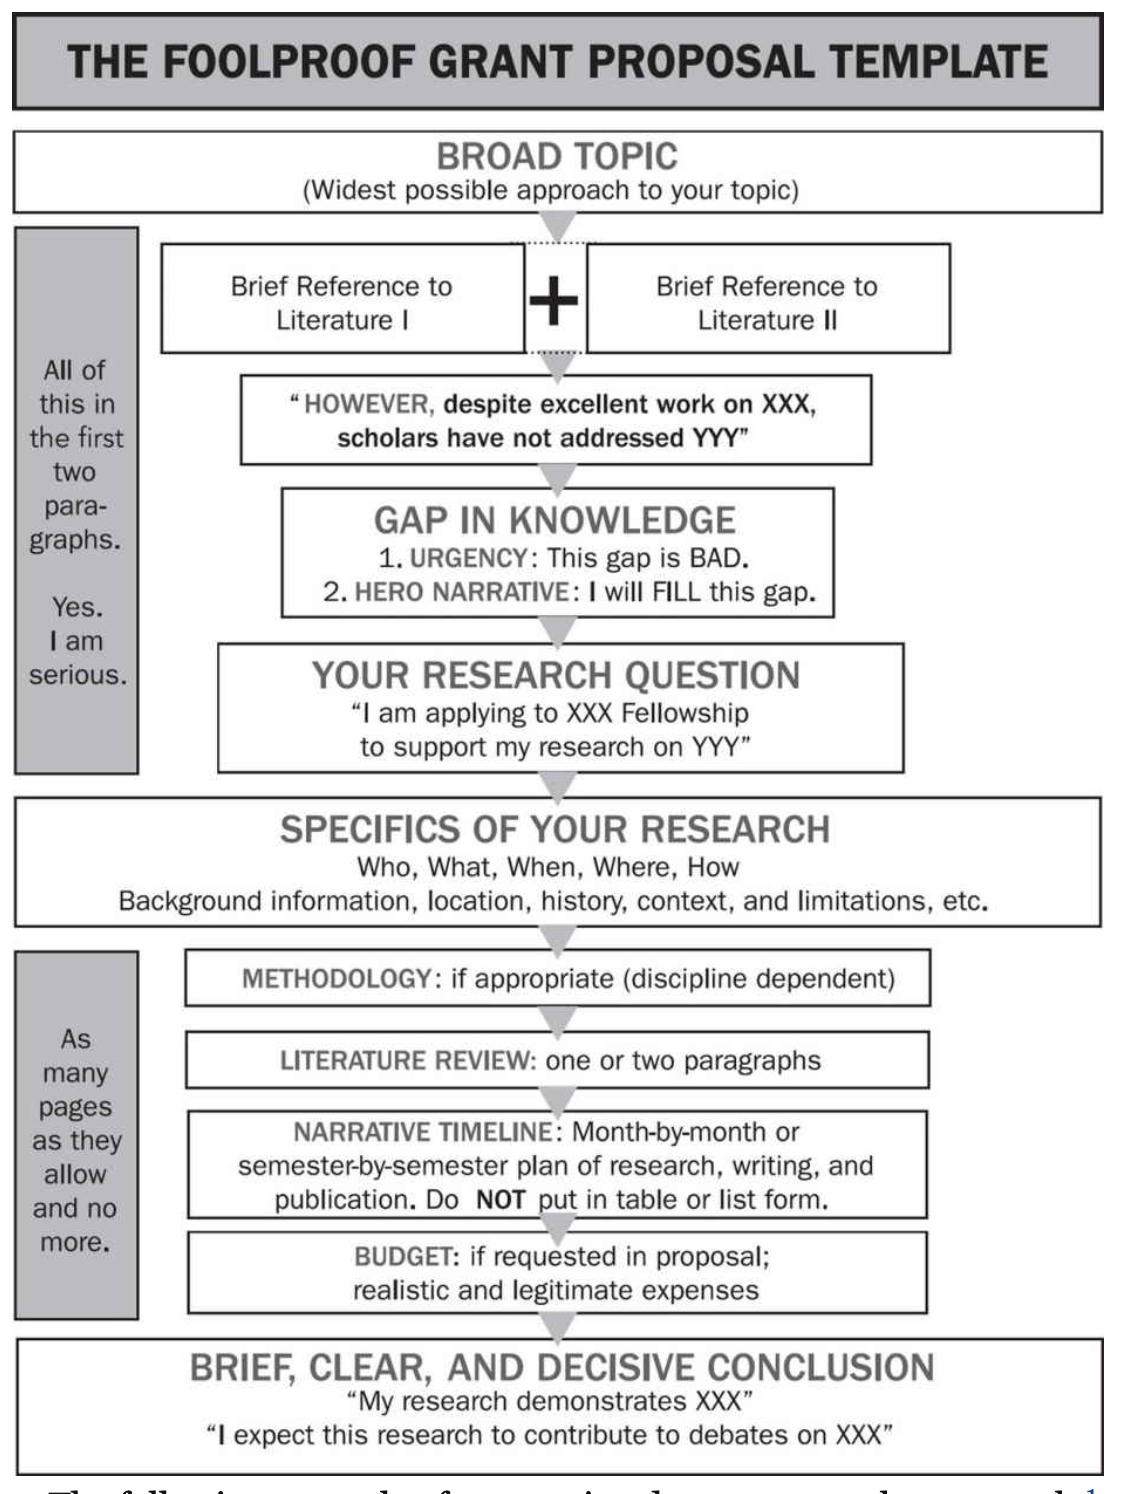 THE FOOLPROOF GRANT PROPOSAL TEMPLATE
BROAD TOPIC
(Widest possible approach to your topic)
All of
this in
the first
two
para-
graphs.
Yes.
I am
serious.
Brief Reference to
Literature I
+
Brief Reference to
Literature II
“HOWEVER, despite excellent work on XXX,
scholars have not addressed YYY”
GAP IN KNOWLEDGE
1. URGENCY: This gap is BAD.
2. HERO NARRATIVE: I will FILL this gap.
YOUR RESEARCH QUESTION
“I am applying to XXX Fellowship
to support my research on YYY”
SPECIFICS OF YOUR RESEARCH
Who, What, When, Where, How
Background information, location, history, context, and limitations, etc.
As
many
pages
as they
allow
and no
more.
METHODOLOGY: if appropriate (discipline dependent)
LITERATURE REVIEW: one or two paragraphs
NARRATIVE TIMELINE: Month-by-month or
semester-by-semester plan of research, writing, and
publication. Do NOT put in table or list form.
BUDGET: if requested in proposal;
realistic and legitimate expenses
BRIEF, CLEAR, AND DECISIVE CONCLUSION
“My research demonstrates XXX”
“I expect this research to contribute to debates on XXX”